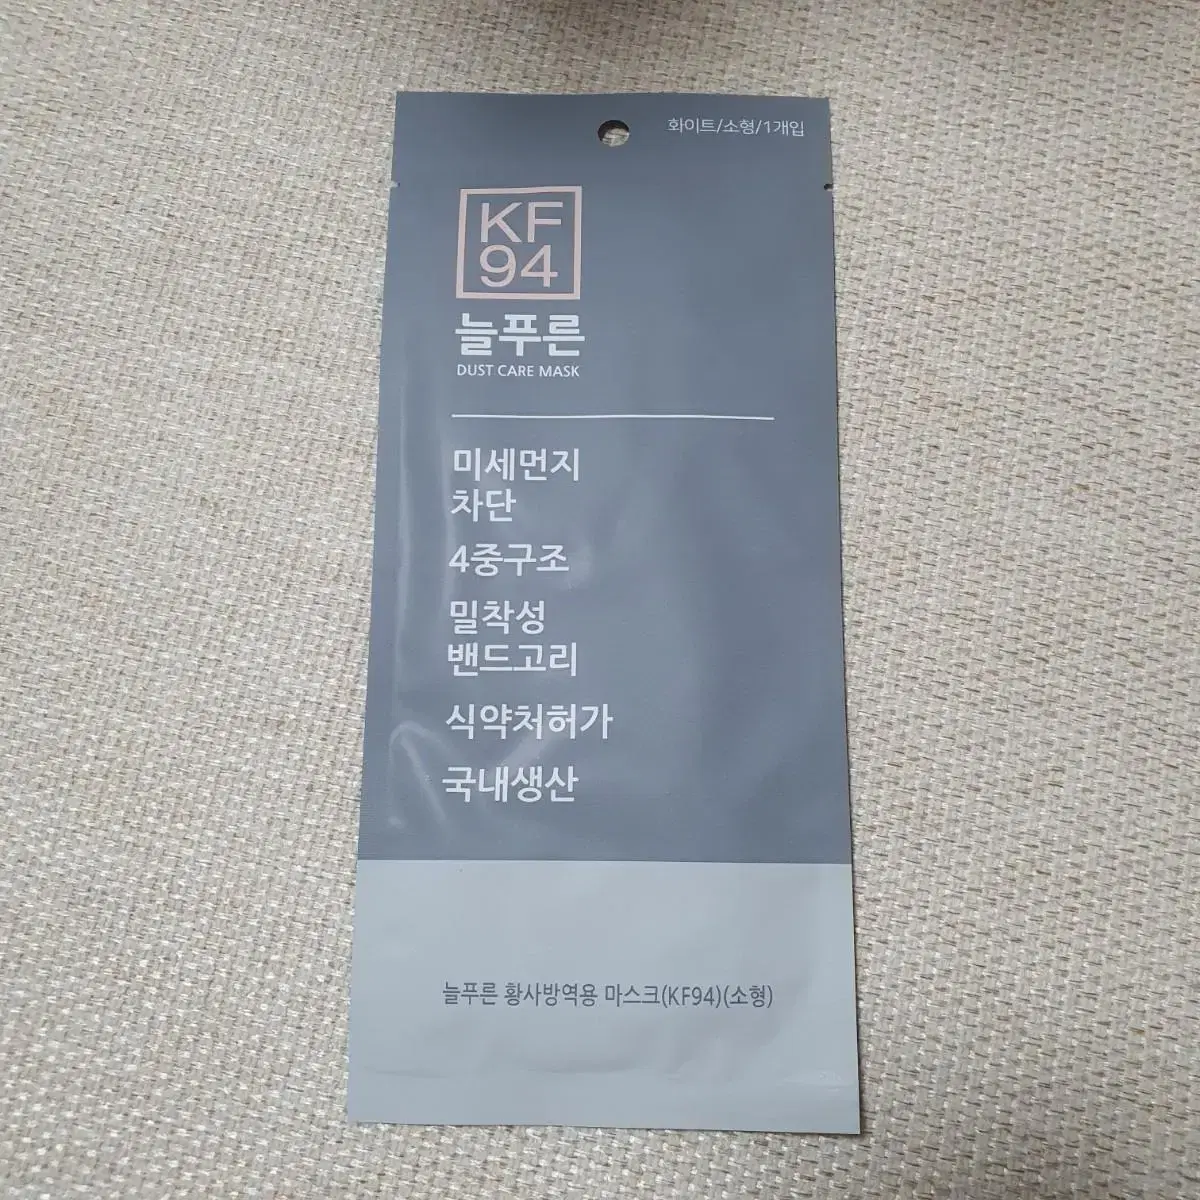 화이트/소형/1개입
KF
94
늘푸른
DUST CARE MASK
미세먼지
차단
4중구조
밀착성
밴드고리
식약처허가
국내생산
늘푸른 황사방역용 마스크(KF94)(소형)